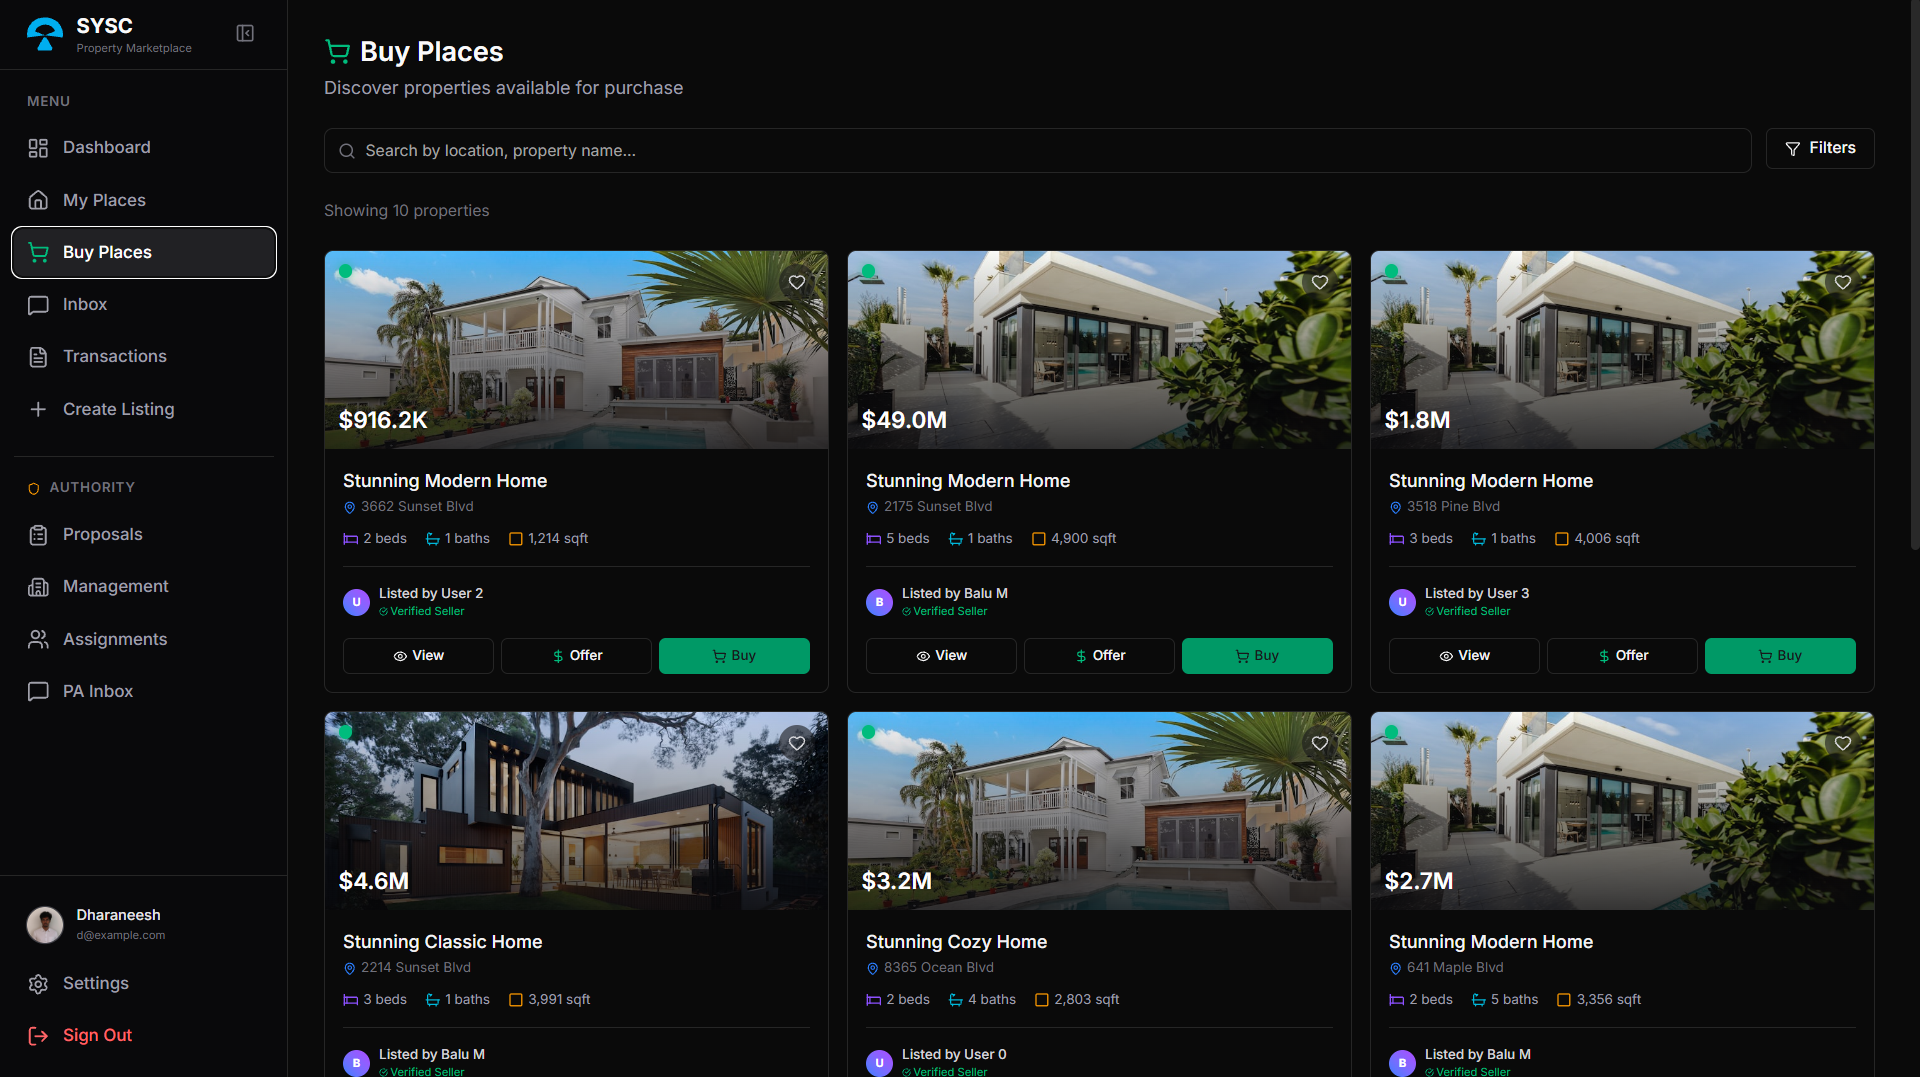 SYSC
Property Marketplace
MENU
Dashboard
My Places
Buy Places
Inbox
Transactions
Create Listing
AUTHORITY
Proposals
Management
Assignments
PA Inbox
Dharaneesh
d@example.com
Settings
Sign Out
Buy Places
Discover properties available for purchase
Search by location, property name...
Filters
Showing 10 properties
$916.2K
Stunning Modern Home
3662 Sunset Blvd
2 beds 1 baths 1,214 sqft
Listed by User 2
U
Verified Seller
View Offer Buy
$49.0M
Stunning Modern Home
2175 Sunset Blvd
5 beds 1 baths 4,900 sqft
Listed by Balu M
B
Verified Seller
View Offer Buy
$1.8M
Stunning Modern Home
3518 Pine Blvd
3 beds 1 baths 4,006 sqft
Listed by User 3
U
Verified Seller
View Offer Buy
$4.6M
Stunning Classic Home
2214 Sunset Blvd
3 beds 1 baths 3,991 sqft
Listed by Balu M
B
Verified Seller
$3.2M
Stunning Cozy Home
8365 Ocean Blvd
2 beds 4 baths 2,803 sqft
Listed by User 0
U
Verified Seller
$2.7M
Stunning Modern Home
641 Maple Blvd
2 beds 5 baths 3,356 sqft
Listed by Balu M
B
Verified Seller